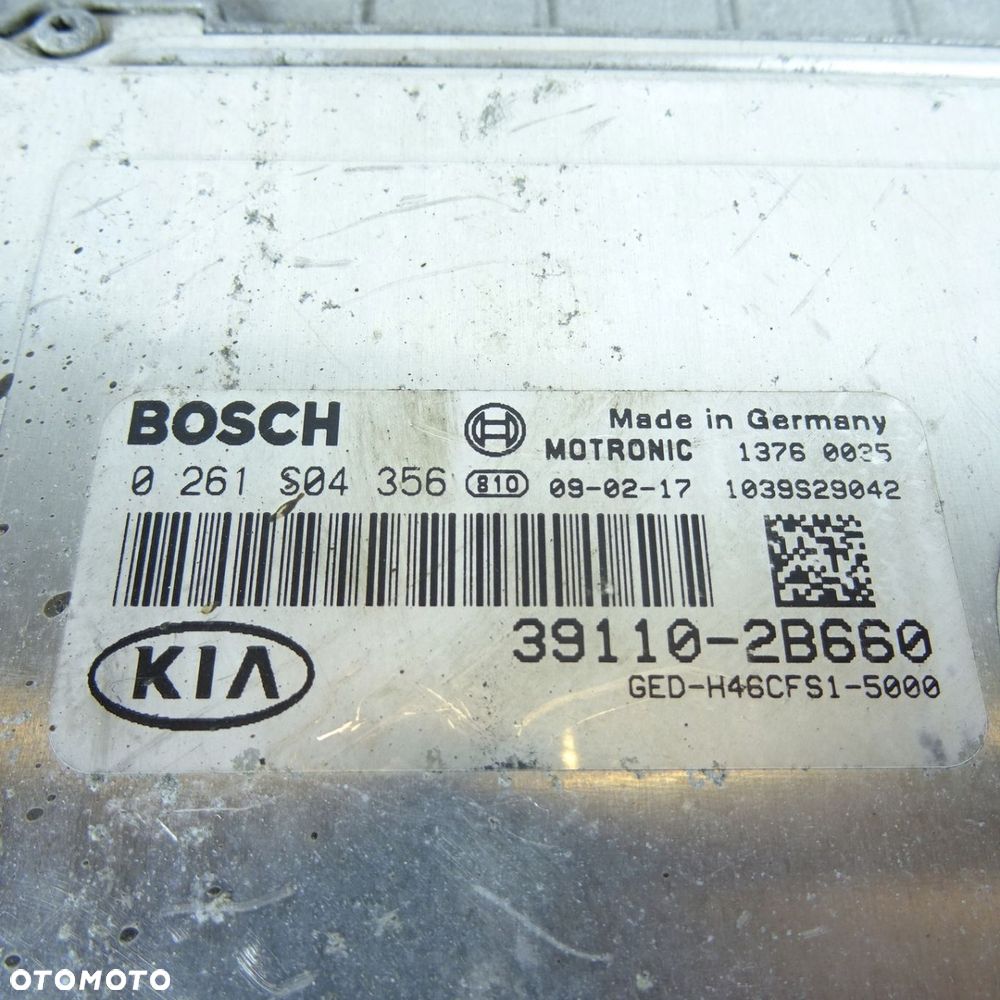 BOSCH
Made in Germany
MOTRONIC 1376 0035
0 261 S04 356 810 09-02-17 1039S29042
39110-2B660
KIA
GED-H46CFS1-5000
OTOMOTO